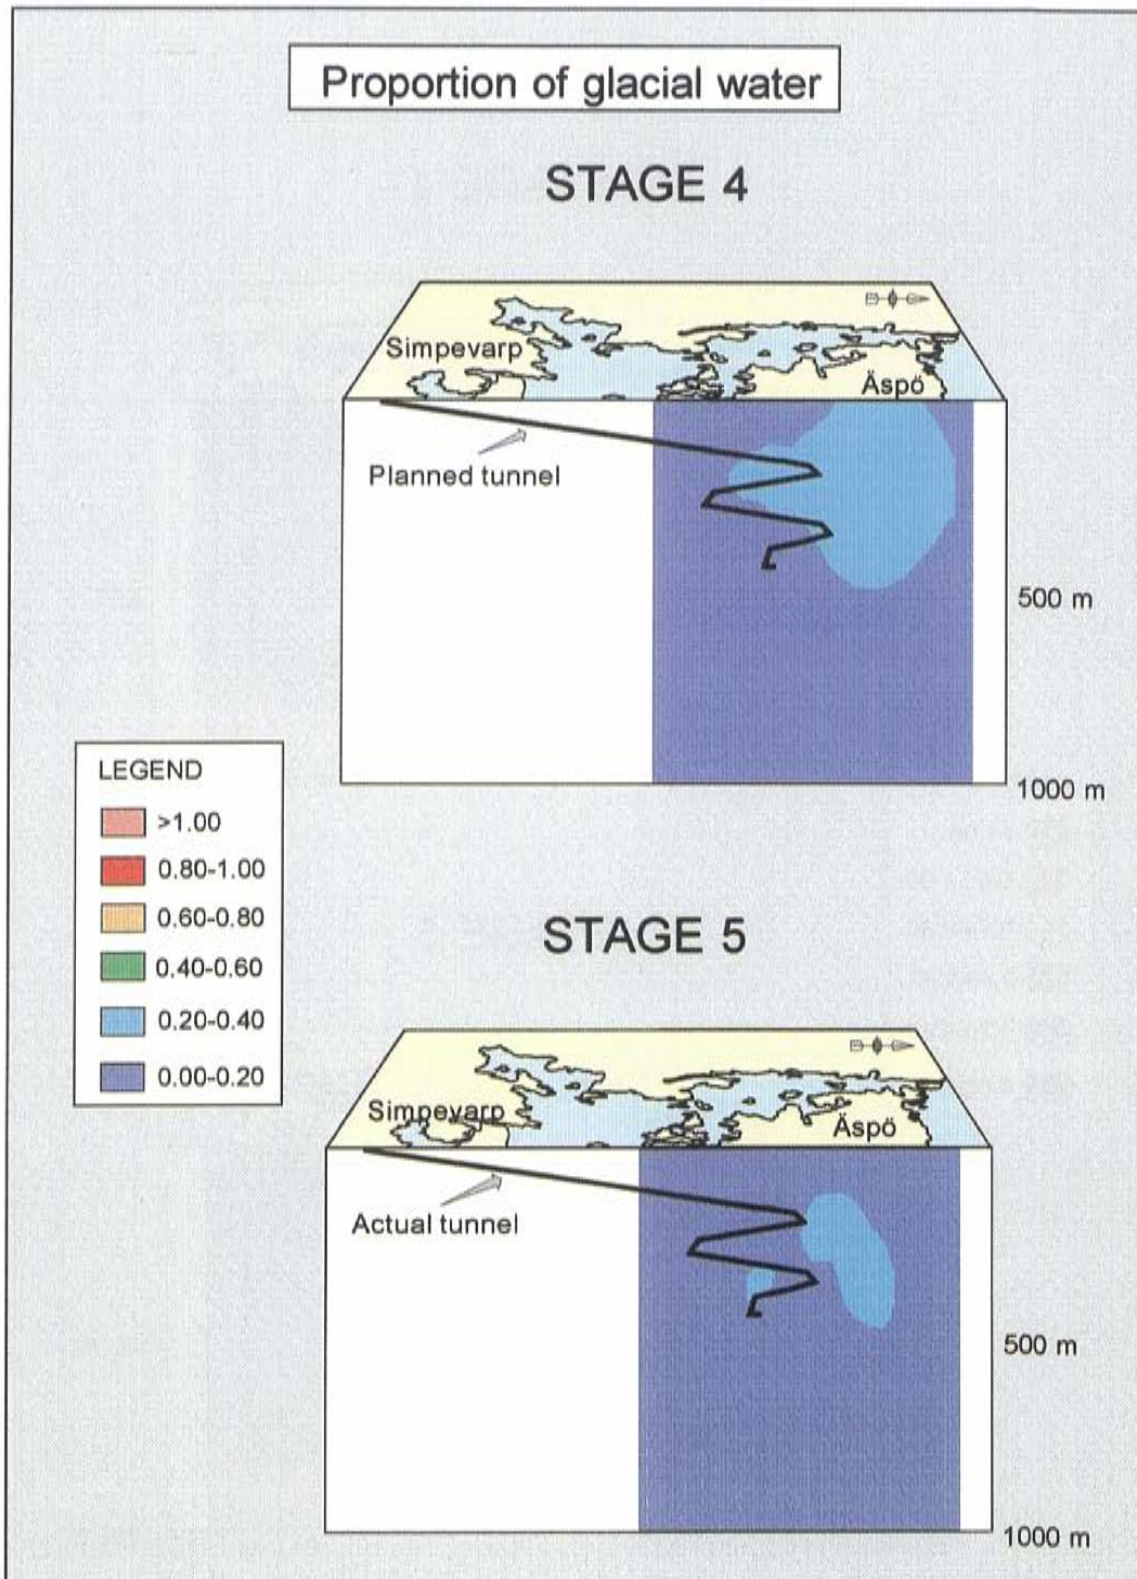 Proportion of glacial water
STAGE 4
Simpevarp
Äspö
Planned tunnel
500 m
1000 m
LEGEND
>1.00
0.80-1.00
0.60-0.80
0.40-0.60
0.20-0.40
0.00-0.20
STAGE 5
Simpevarp
Äspö
Actual tunnel
500 m
1000 m